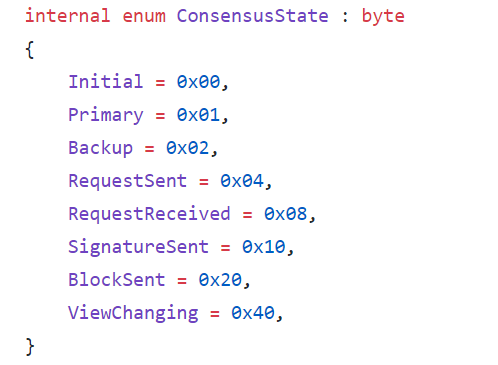 internal enum ConsensusState : byte
{
    Initial = 0x00,
    Primary = 0x01,
    Backup = 0x02,
    RequestSent = 0x04,
    RequestReceived = 0x08,
    SignatureSent = 0x10,
    BlockSent = 0x20,
    ViewChanging = 0x40,
}